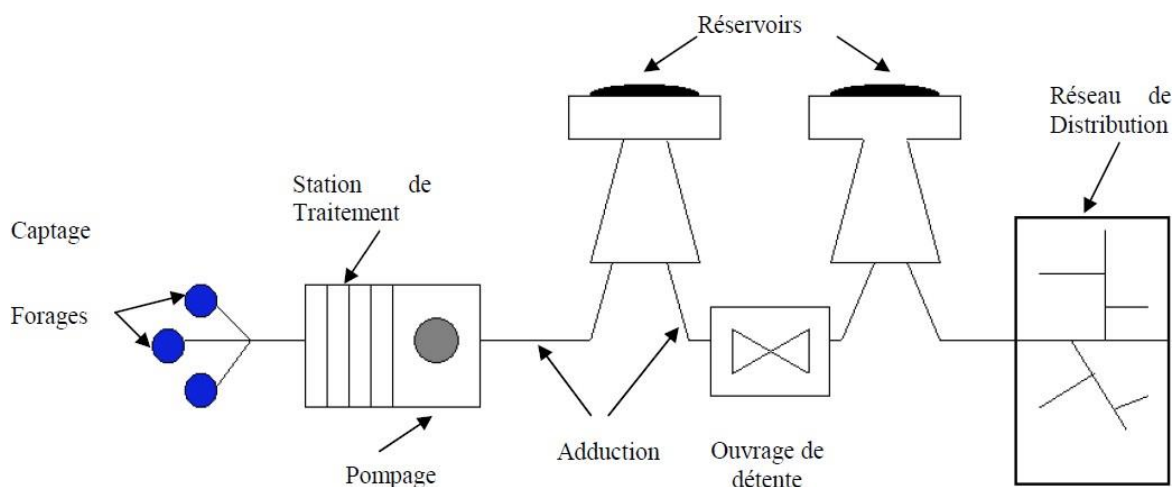 Réservoirs
Réseau de
Distribution
Station de
Traitement
Captage
Forages
Adduction
Ouvrage de
détente
Pompage